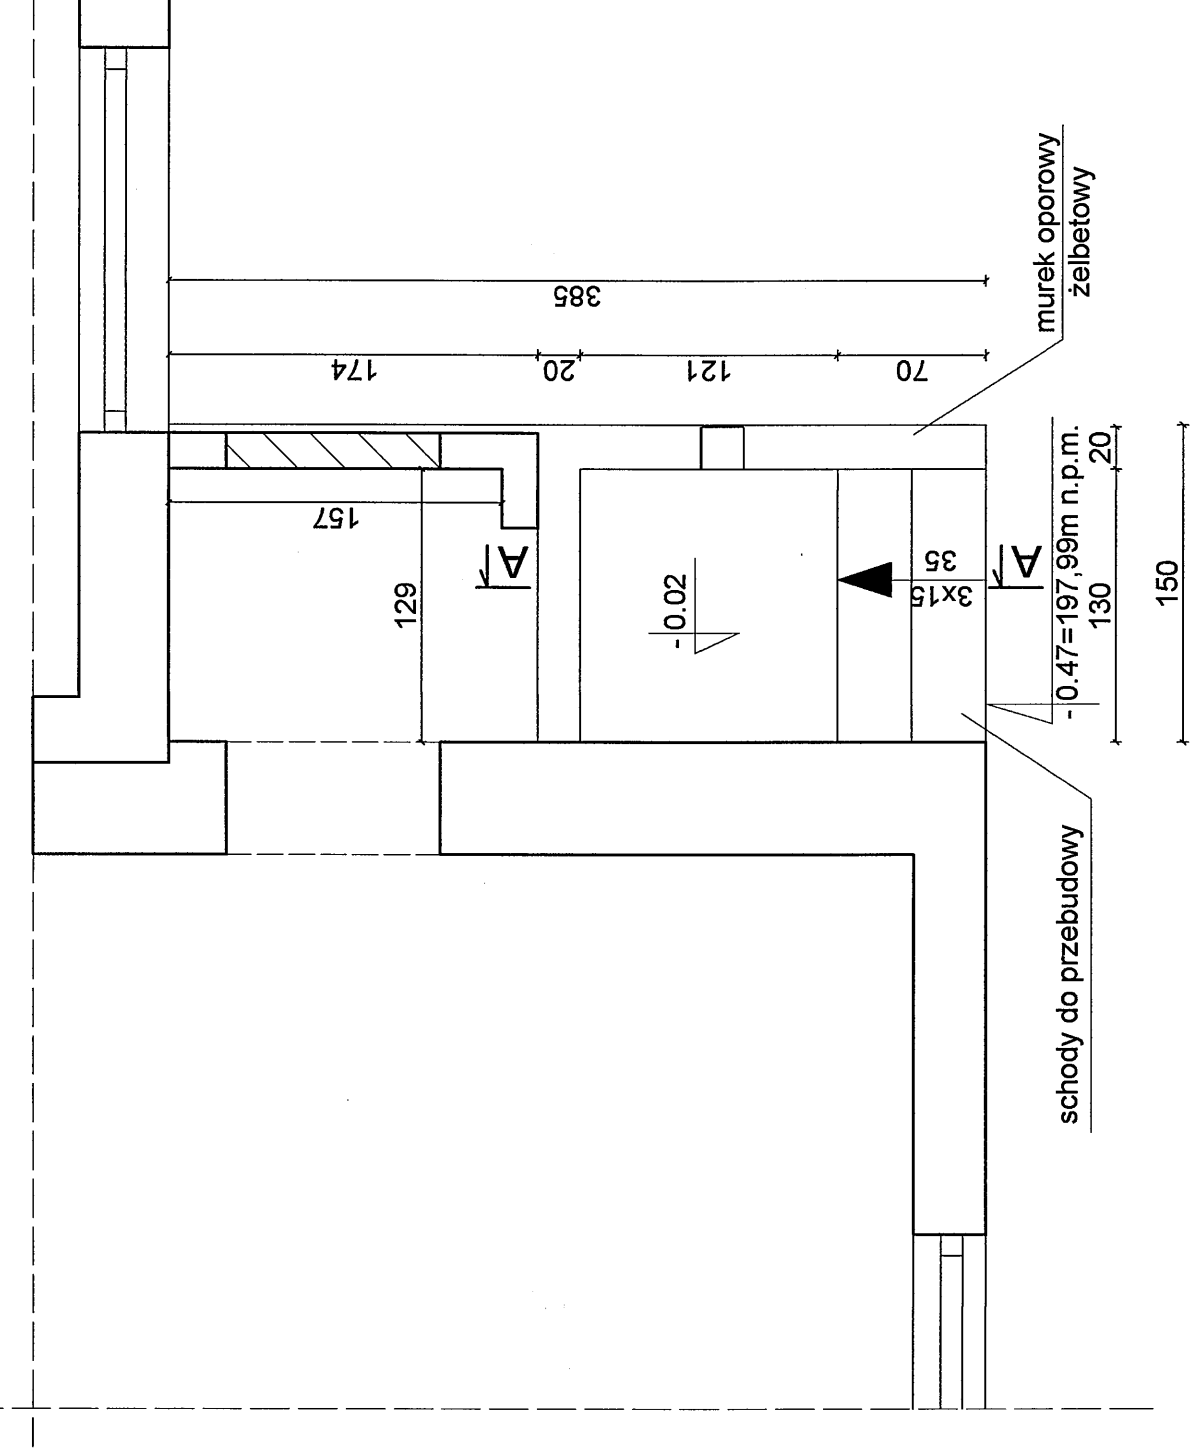 385
174
20
121
70
157
129
A
- 0.02
35
3x15
A
- 0.47=197,99m n.p.m.
20
130
150
murek oporowy
żelbetowy
schody do przebudowy